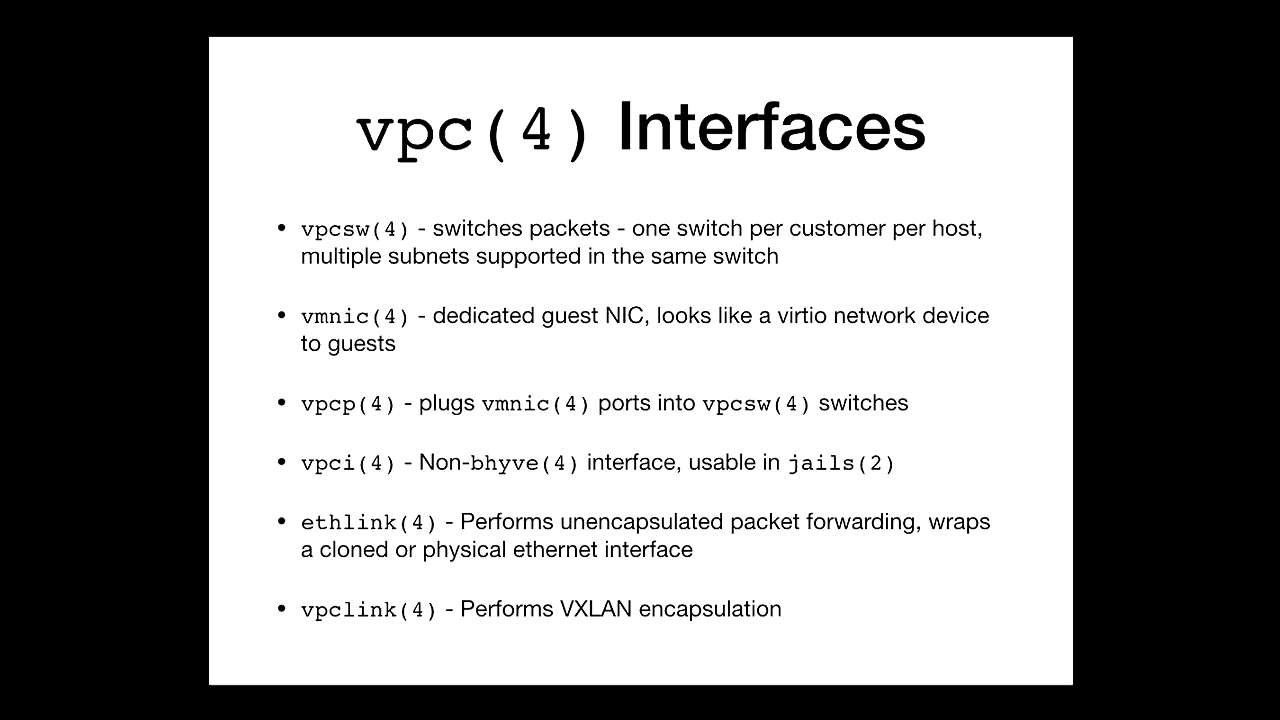 vpc(4) Interfaces
• vpcsw(4) - switches packets - one switch per customer per host,
multiple subnets supported in the same switch
• vmnic(4) - dedicated guest NIC, looks like a virtio network device
to guests
• vpcp(4) - plugs vmnic(4) ports into vpcsw(4) switches
• vpci(4) - Non-bhyve(4) interface, usable in jails(2)
• ethlink(4) - Performs unencapsulated packet forwarding, wraps
a cloned or physical ethernet interface
• vpclink(4) - Performs VXLAN encapsulation